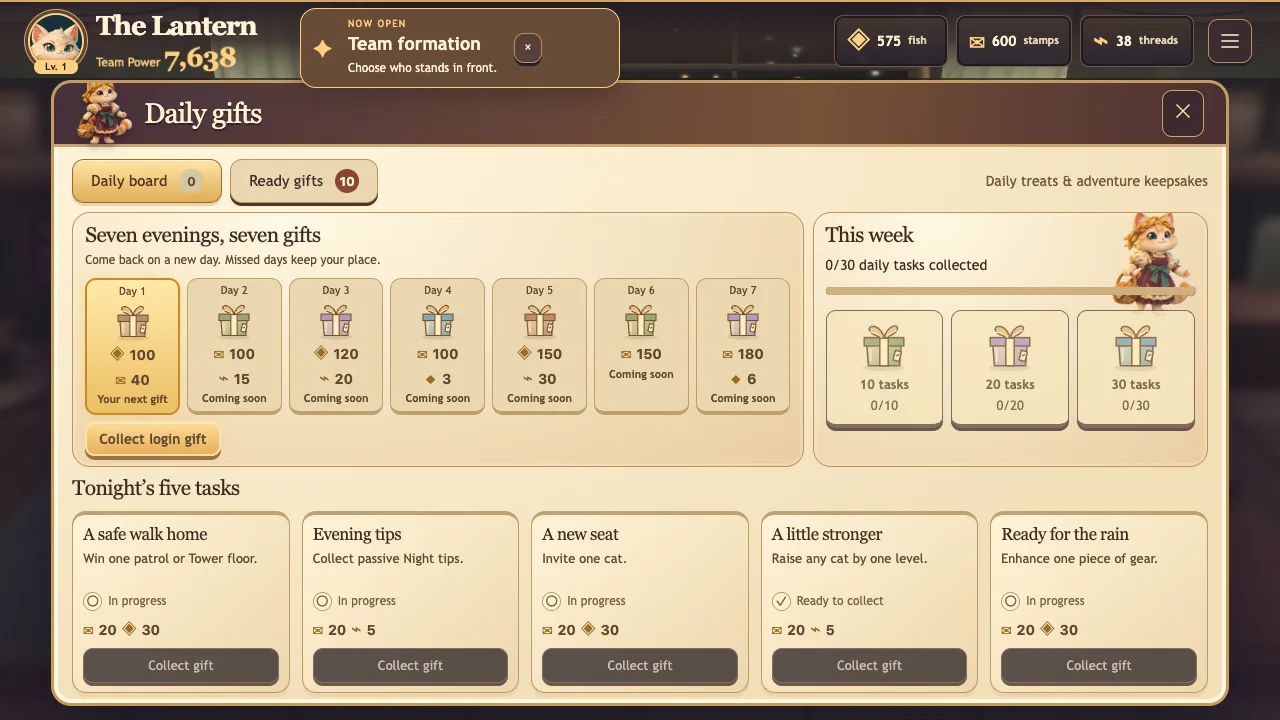 The Lantern
Team Power 7,638
Lv. 1
NOW OPEN
Team formation
Choose who stands in front.
×
575 fish
600 stamps
38 threads
Daily gifts
Daily board 0
Ready gifts 10
Daily treats & adventure keepsakes
Seven evenings, seven gifts
Come back on a new day. Missed days keep your place.
Day 1
100
40
Your next gift
Day 2
100
15
Coming soon
Day 3
120
20
Coming soon
Day 4
100
3
Coming soon
Day 5
150
30
Coming soon
Day 6
150
Coming soon
Day 7
180
6
Coming soon
Collect login gift
This week
0/30 daily tasks collected
10 tasks
0/10
20 tasks
0/20
30 tasks
0/30
Tonight's five tasks
A safe walk home
Win one patrol or Tower floor.
In progress
20 30
Collect gift
Evening tips
Collect passive Night tips.
In progress
20 5
Collect gift
A new seat
Invite one cat.
In progress
20 30
Collect gift
A little stronger
Raise any cat by one level.
Ready to collect
20 5
Collect gift
Ready for the rain
Enhance one piece of gear.
In progress
20 30
Collect gift